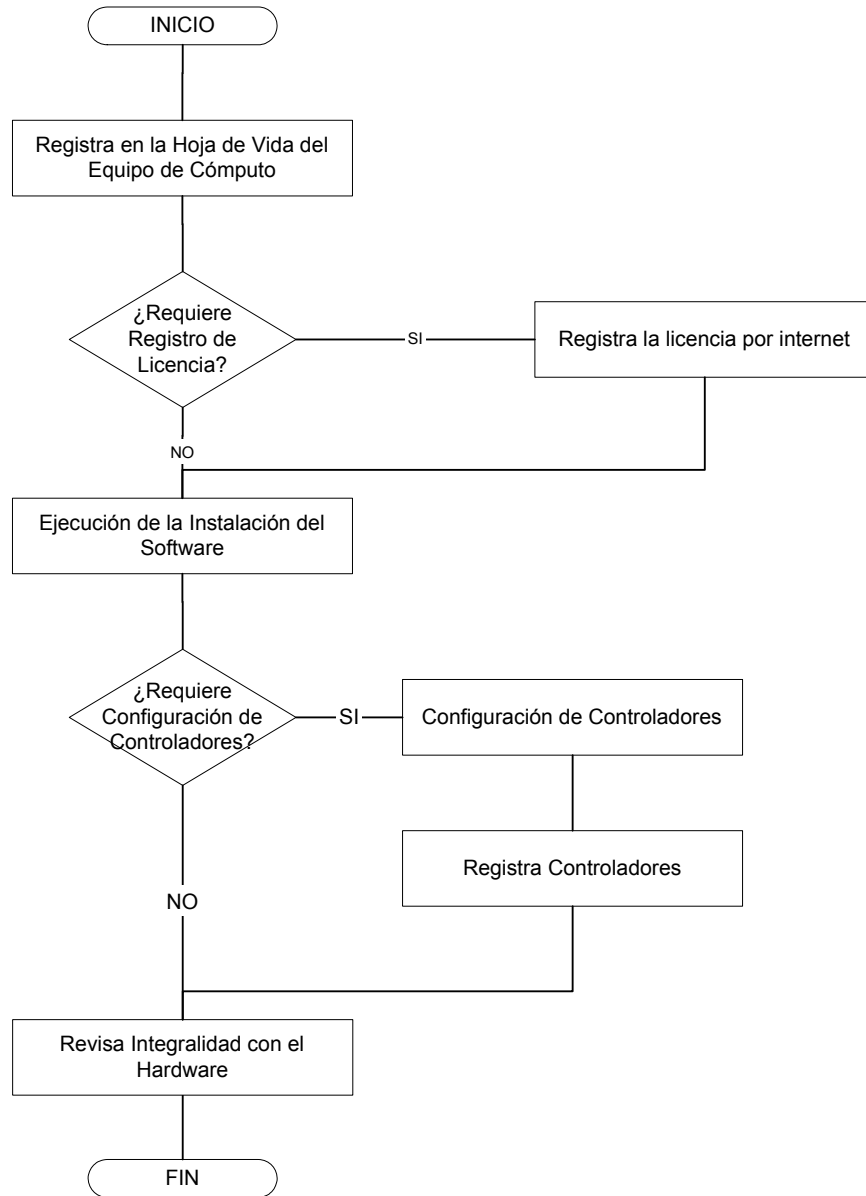 INICIO
Registra en la Hoja de Vida del
Equipo de Cómputo
¿Requiere
Registro de
Licencia?
SI
Registra la licencia por internet
NO
Ejecución de la Instalación del
Software
¿Requiere
Configuración de
Controladores?
SI
Configuración de Controladores
Registra Controladores
NO
Revisa Integralidad con el
Hardware
FIN